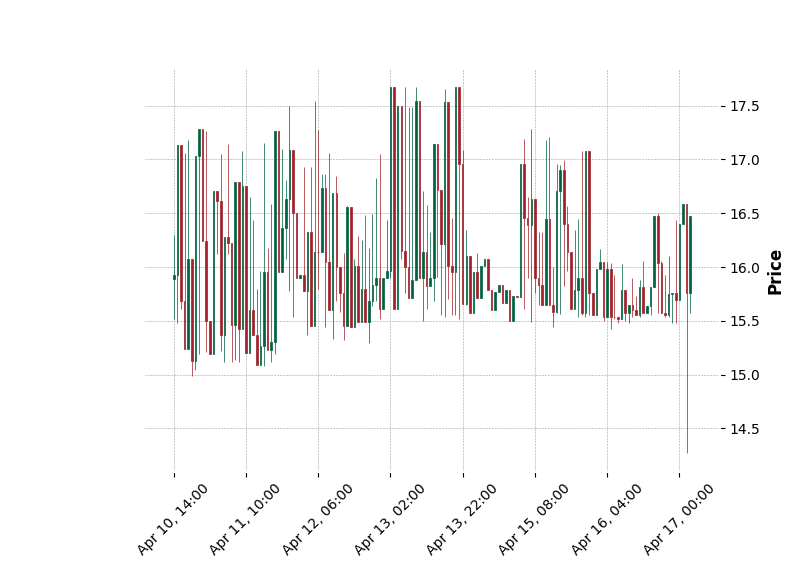 17.5
17.0
16.5
16.0
15.5
15.0
14.5
Price
Apr 10, 14:00
Apr 11, 10:00
Apr 12, 06:00
Apr 13, 02:00
Apr 13, 22:00
Apr 15, 08:00
Apr 16, 04:00
Apr 17, 00:00